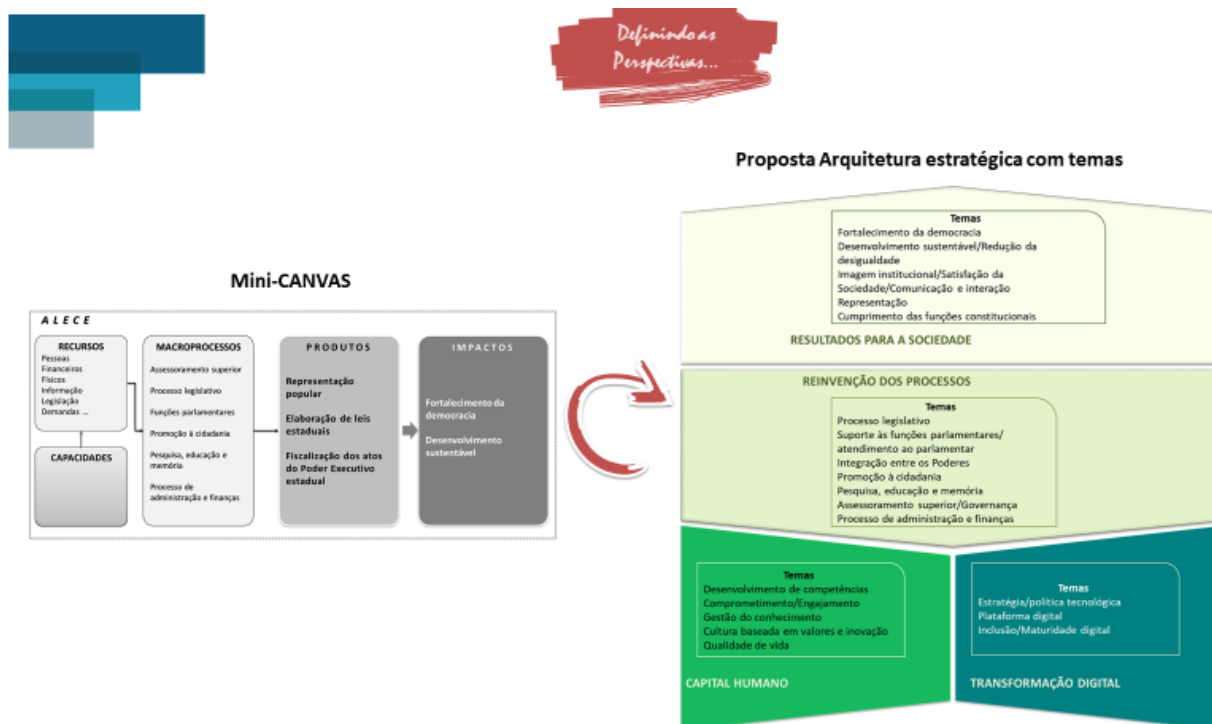 Definindo as
Perspectivas...
Proposta Arquitetura estratégica com temas
Mini-CANVAS
ALECE
RECURSOS
Pessoas
Financeiros
Físicos
Informação
Legislação
Demandas ...
CAPACIDADES
MACROPROCESSOS
Assessoramento superior
Processo legislativo
Funções parlamentares
Promoção à cidadania
Pesquisa, educação e
memória
Processo de
administração e finanças
PRODUTOS
Representação
popular
Elaboração de leis
estaduais
Fiscalização dos atos
do Poder Executivo
estadual
IMPACTOS
Fortalecimento da
democracia
Desenvolvimento
sustentável
Temas
Fortalecimento da democracia
Desenvolvimento sustentável/Redução da
desigualdade
Imagem institucional/Satisfação da
Sociedade/Comunicação e interação
Representação
Cumprimento das funções constitucionais
RESULTADOS PARA A SOCIEDADE
REINVENÇÃO DOS PROCESSOS
Temas
Processo legislativo
Suporte às funções parlamentares/
atendimento ao parlamentar
Integração entre os Poderes
Promoção à cidadania
Pesquisa, educação e memória
Assessoramento superior/Governança
Processo de administração e finanças
Temas
Desenvolvimento de competências
Comprometimento/Engajamento
Gestão do conhecimento
Cultura baseada em valores e inovação
Qualidade de vida
CAPITAL HUMANO
Temas
Estratégia/política tecnológica
Plataforma digital
Inclusão/Maturidade digital
TRANSFORMAÇÃO DIGITAL